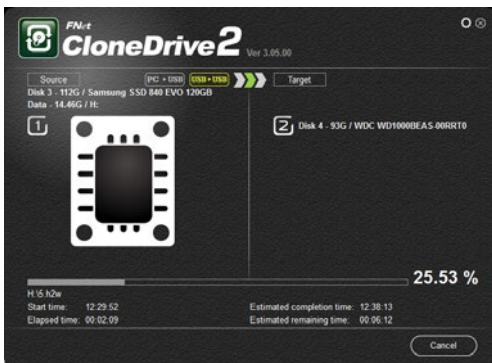 FNet
CloneDrive2 Ver 3.05.00
Source PC ▸ USB USB ▸ USB Target
Disk 3 - 112G / Samsung SSD 840 EVO 120GB
Data - 14.46G / H:
1
2 Disk 4 - 93G / WDC WD1000BEAS-00RRT0
25.53 %
H:\5.h2w
Start time: 12:29:52 Estimated completion time: 12:38:13
Elapsed time: 00:02:09 Estimated remaining time: 00:06:12
Cancel